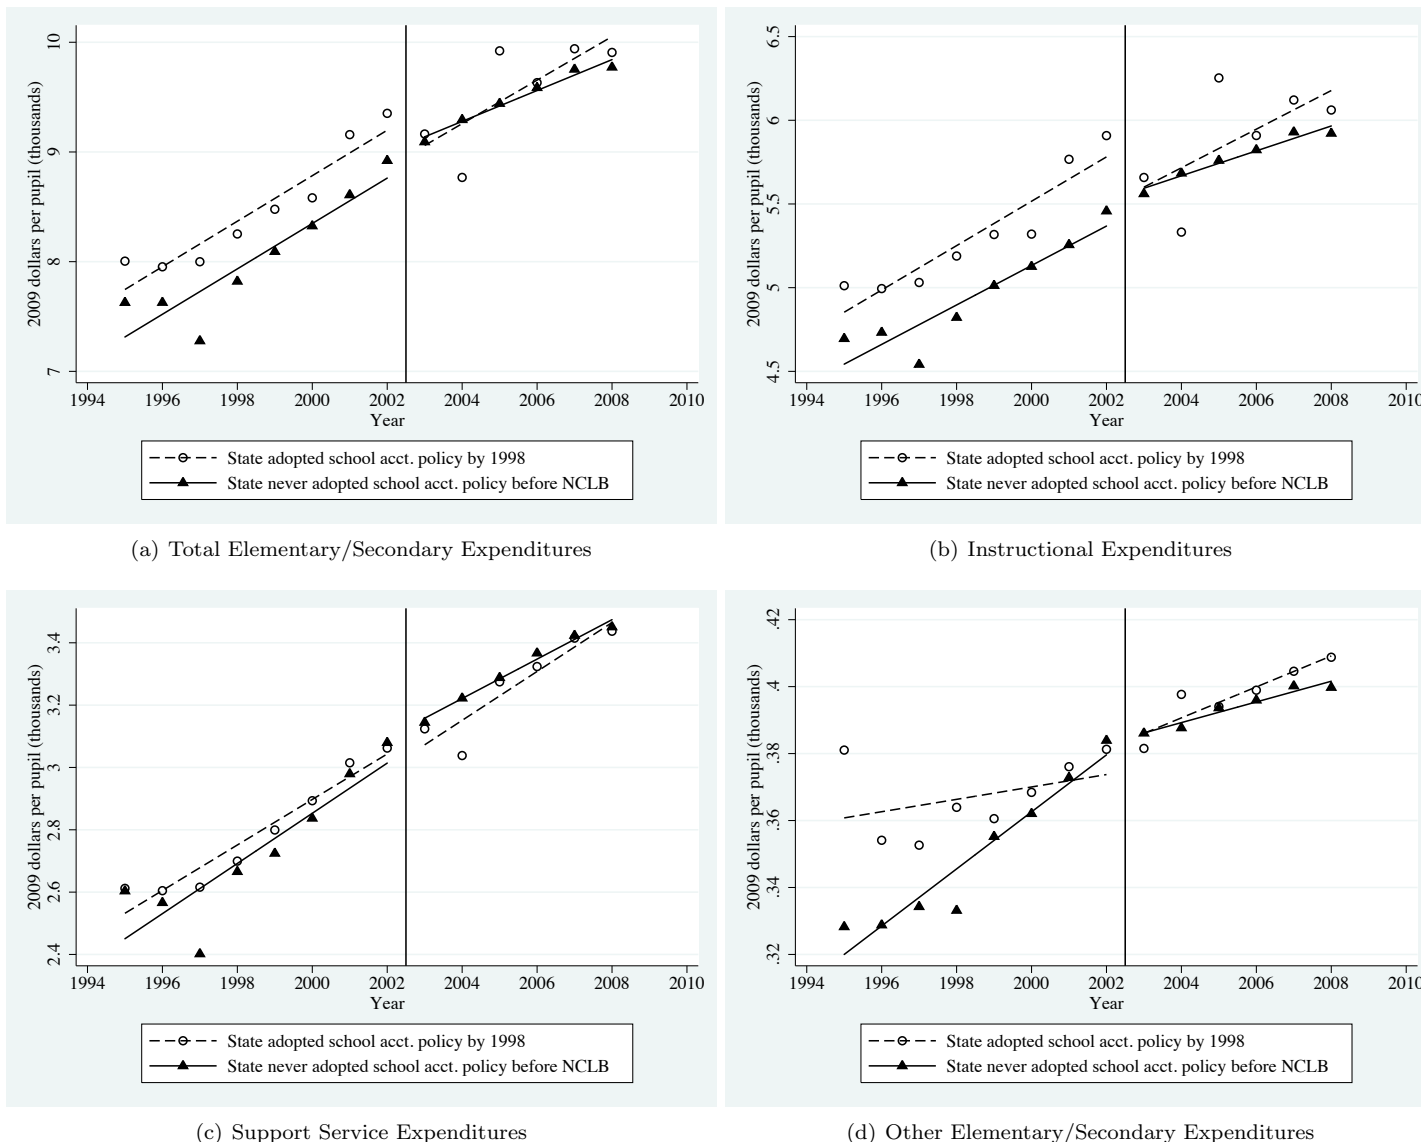 2009 dollars per pupil (thousands)
10
9
8
7
1994 1996 1998 2000 2002 2004 2006 2008 2010
Year
State adopted school acct. policy by 1998
State never adopted school acct. policy before NCLB
(a) Total Elementary/Secondary Expenditures
2009 dollars per pupil (thousands)
6.5
6
5.5
5
4.5
1994 1996 1998 2000 2002 2004 2006 2008 2010
Year
State adopted school acct. policy by 1998
State never adopted school acct. policy before NCLB
(b) Instructional Expenditures
2009 dollars per pupil (thousands)
3.4
3.2
3
2.8
2.6
2.4
1994 1996 1998 2000 2002 2004 2006 2008 2010
Year
State adopted school acct. policy by 1998
State never adopted school acct. policy before NCLB
(c) Support Service Expenditures
2009 dollars per pupil (thousands)
.42
.4
.38
.36
.34
.32
1994 1996 1998 2000 2002 2004 2006 2008 2010
Year
State adopted school acct. policy by 1998
State never adopted school acct. policy before NCLB
(d) Other Elementary/Secondary Expenditures